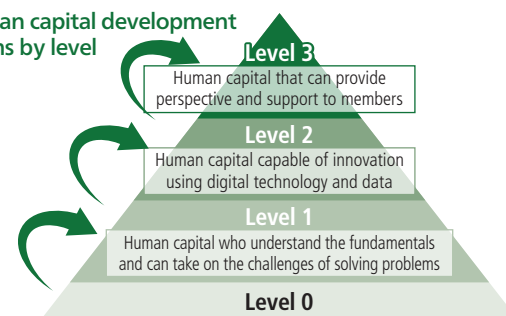 capital development
by level
Level 3
Human capital that can provide
perspective and support to members
Level 2
Human capital capable of innovation
using digital technology and data
Level 1
Human capital who understand the fundamentals
and can take on the challenges of solving problems
Level 0